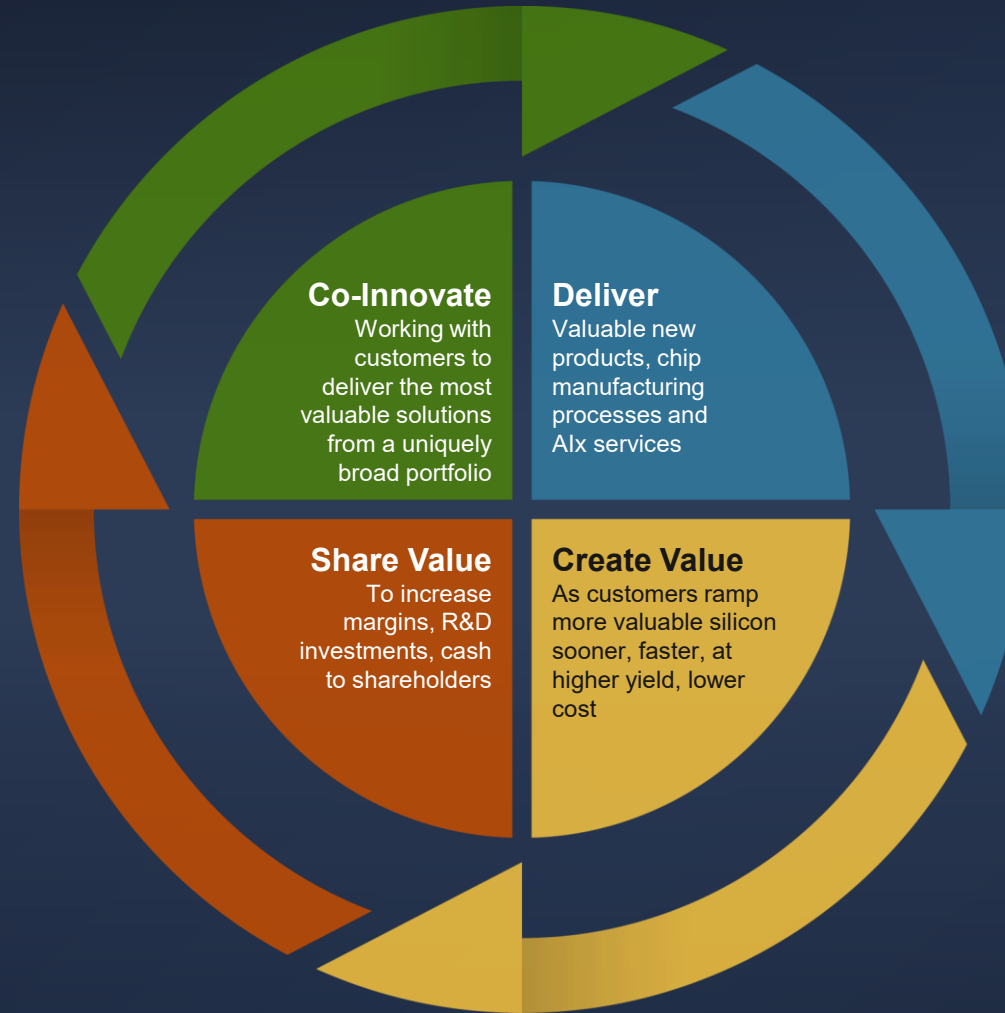 Co-Innovate
Working with
customers to
deliver the most
valuable solutions
from a uniquely
broad portfolio
Deliver
Valuable new
products, chip
manufacturing
processes and
AIx services
Share Value
To increase
margins, R&D
investments, cash
to shareholders
Create Value
As customers ramp
more valuable silicon
sooner, faster, at
higher yield, lower
cost